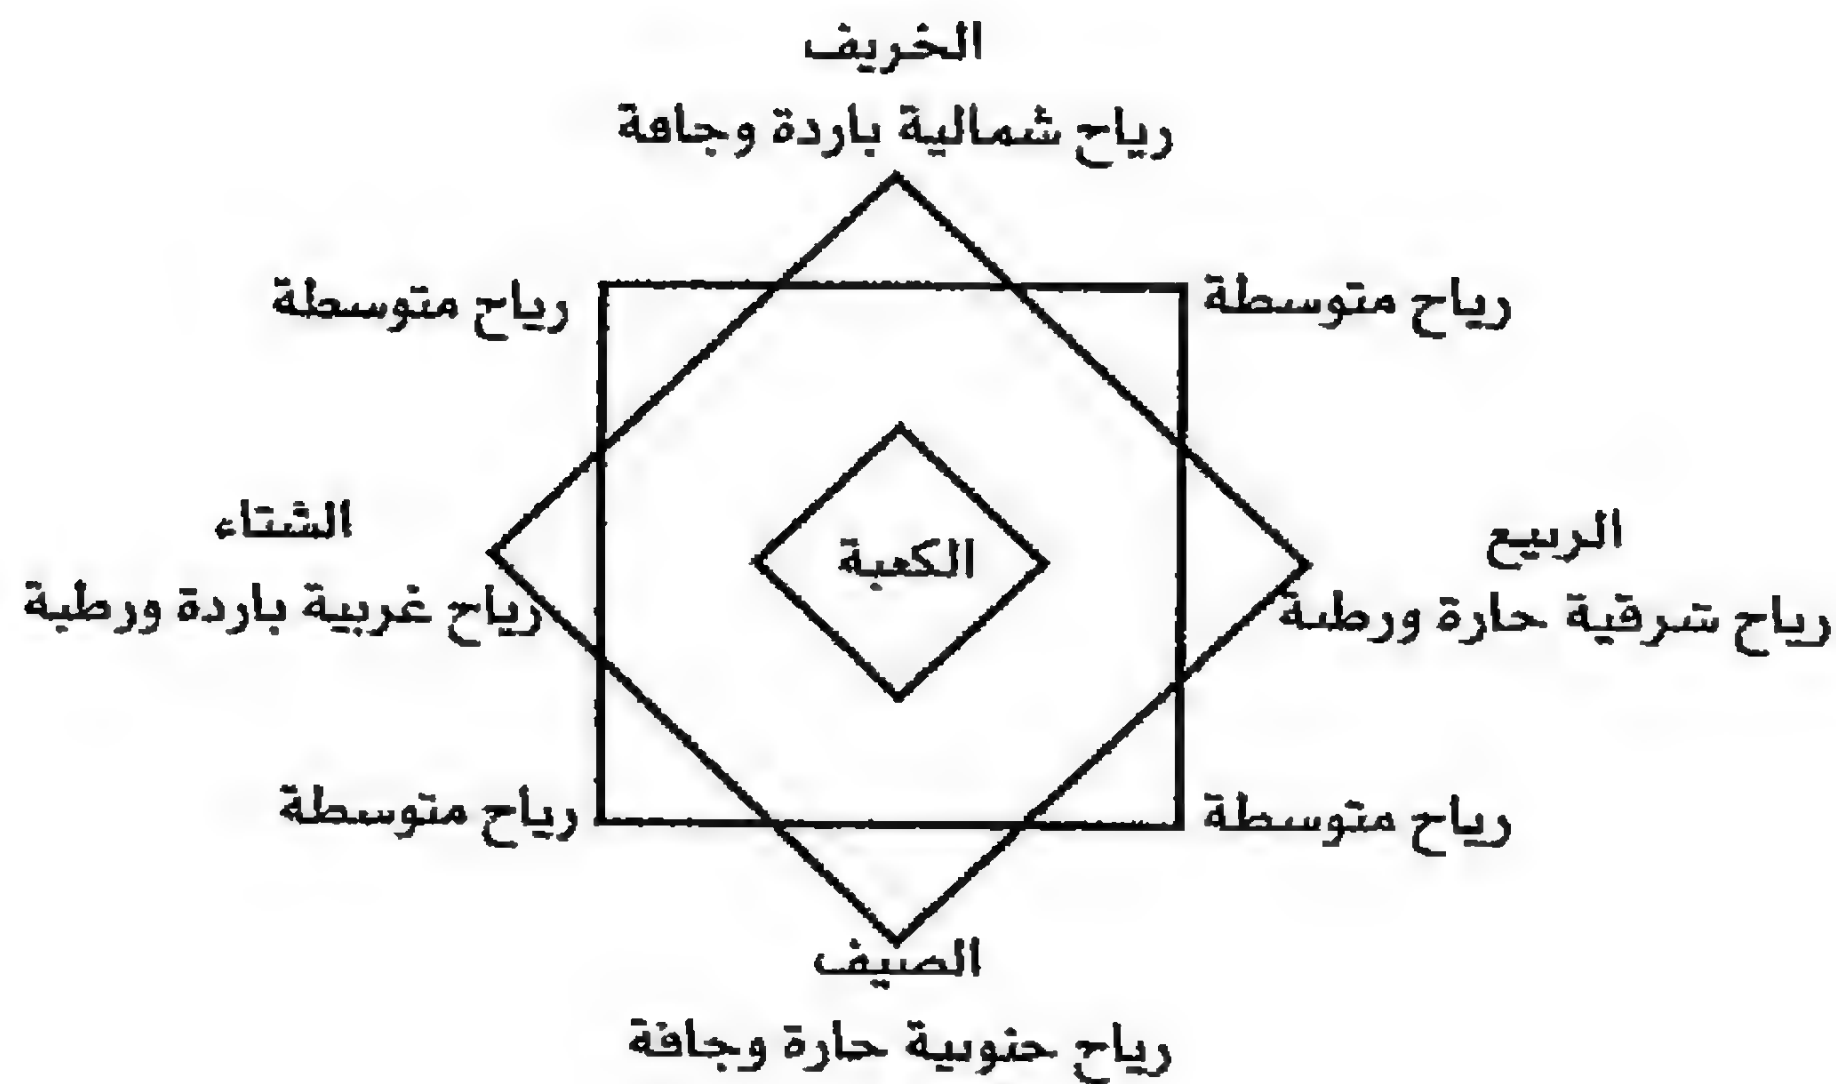 الخريف
رياح شمالية باردة وجافة
رياح متوسطة
رياح متوسطة
الربيع
رياح شرقية حارة ورطبة
الكعبة
الشتاء
رياح غربية باردة ورطبة
رياح متوسطة
رياح متوسطة
الصيف
رياح جنوبية حارة وجافة